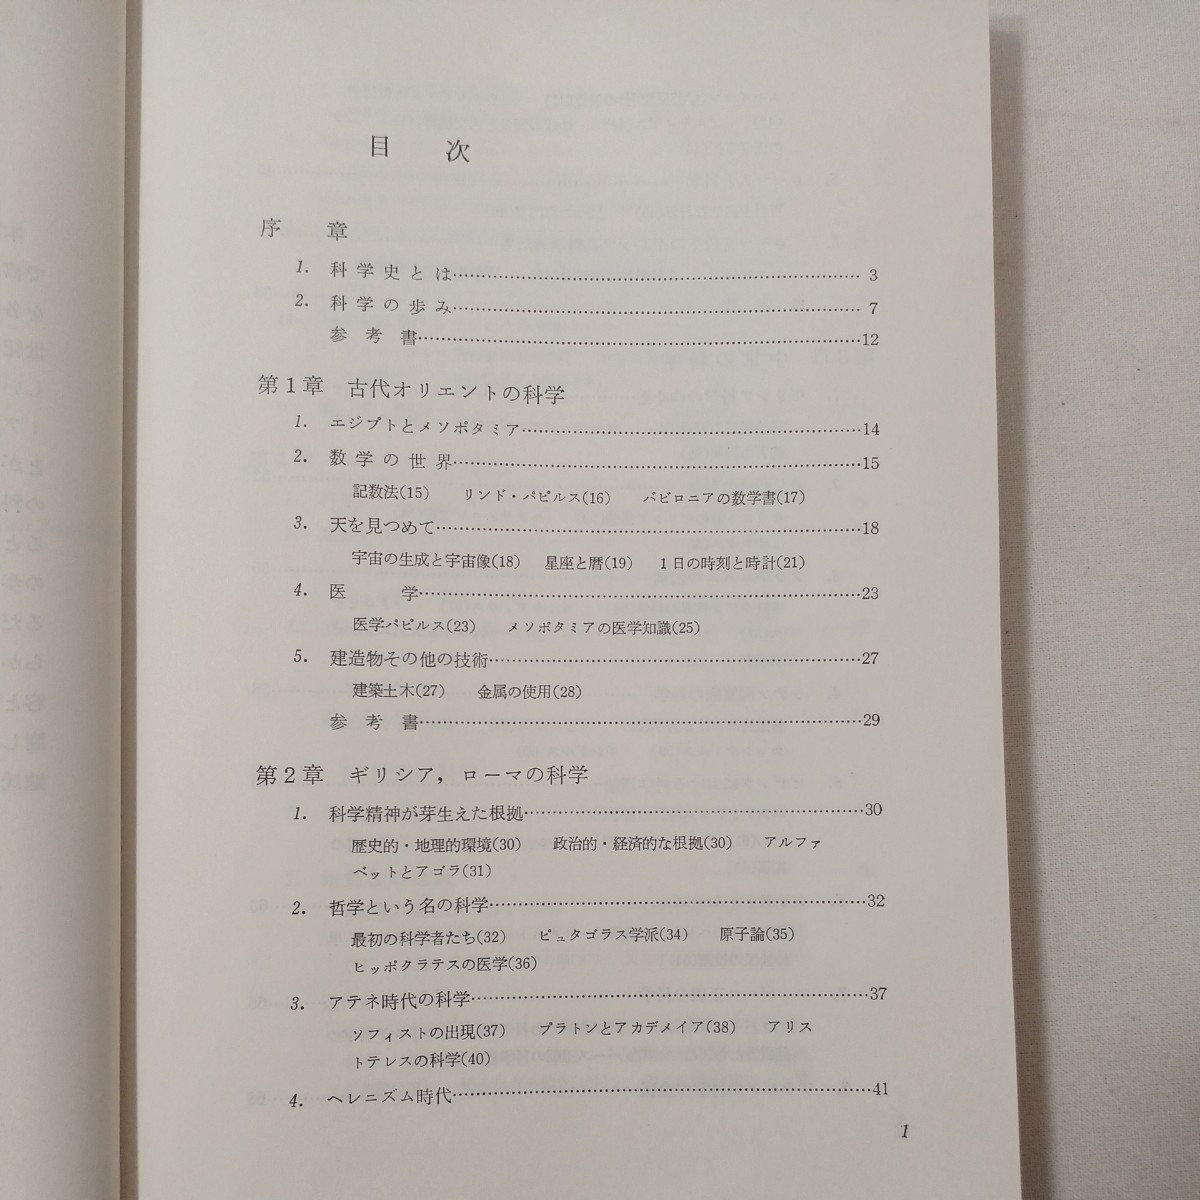 目次
序章
1. 科学史とは……3
2. 科学の歩み……7
参考書……12
第1章 古代オリエントの科学
1. エジプトとメソポタミア……14
2. 数学の世界……15
記数法(15) リンド・パピルス(16) バビロニアの数学書(17)
3. 天を見つめて……18
宇宙の生成と宇宙像(18) 星座と暦(19) 1日の時刻と時計(21)
4. 医学……23
医学パピルス(23) メソポタミアの医学知識(25)
5. 建造物その他の技術……27
建築土木(27) 金属の使用(28)
参考書……29
第2章 ギリシア，ローマの科学
1. 科学精神が芽生えた根拠……30
歴史的・地理的環境(30) 政治的・経済的な根拠(30) アルファ
ベットとアゴラ(31)
2. 哲学という名の科学……32
最初の科学者たち(32) ピュタゴラス学派(34) 原子論(35)
ヒッポクラテスの医学(36)
3. アテネ時代の科学……37
ソフィストの出現(37) プラトンとアカデメイア(38) アリス
トテレスの科学(40)
4. ヘレニズム時代……41
1